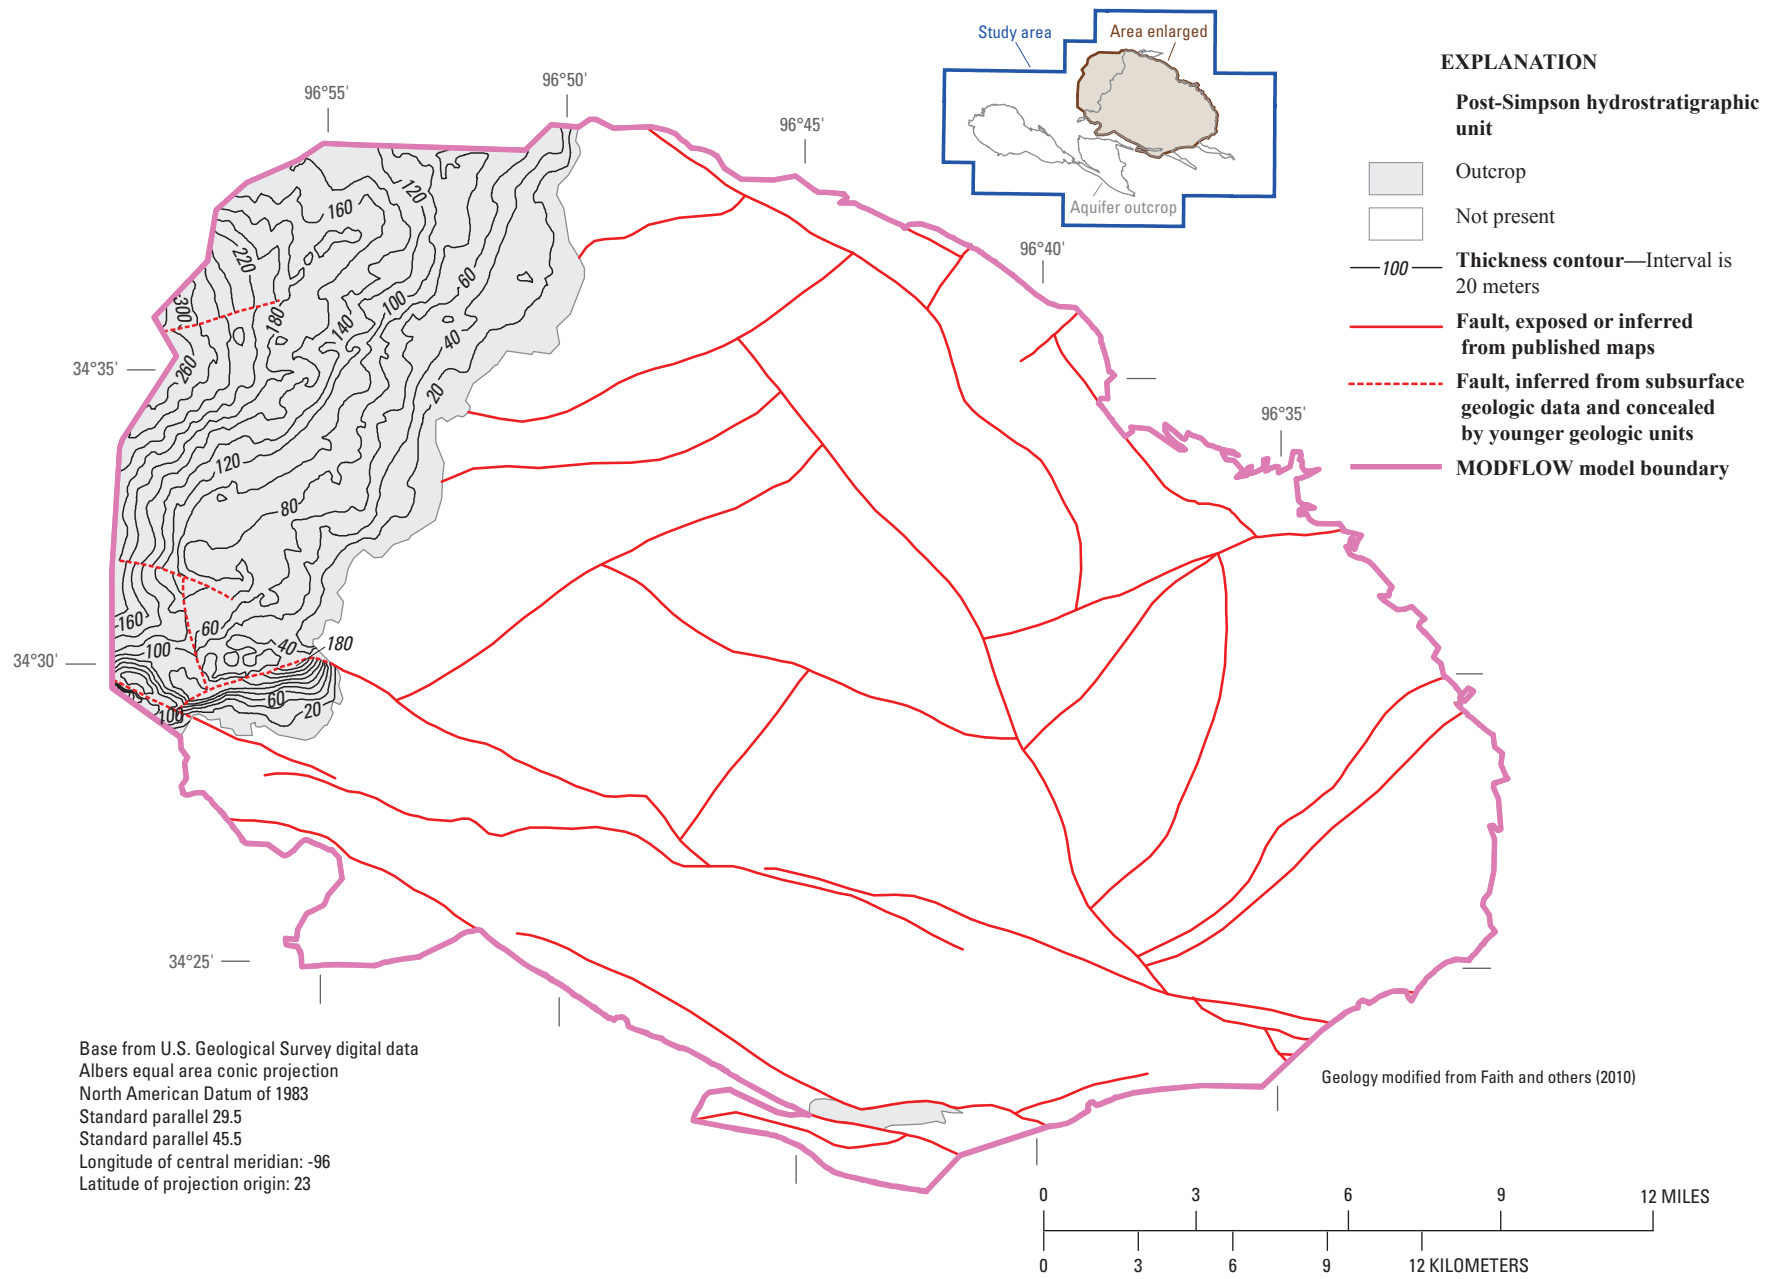 96°55'
96°50'
96°45'
96°40'
96°35'
34°35'
34°30'
34°25'
Study area
Area enlarged
Aquifer outcrop
EXPLANATION
Post-Simpson hydrostratigraphic
unit
Outcrop
Not present
100
Thickness contour—Interval is
20 meters
Fault, exposed or inferred
from published maps
Fault, inferred from subsurface
geologic data and concealed
by younger geologic units
MODFLOW model boundary
120
160
220
300
180
140
100
60
40
260
20
120
80
160
60
100
40
180
60
20
100
Base from U.S. Geological Survey digital data
Albers equal area conic projection
North American Datum of 1983
Standard parallel 29.5
Standard parallel 45.5
Longitude of central meridian: -96
Latitude of projection origin: 23
Geology modified from Faith and others (2010)
0 3 6 9 12 MILES
0 3 6 9 12 KILOMETERS